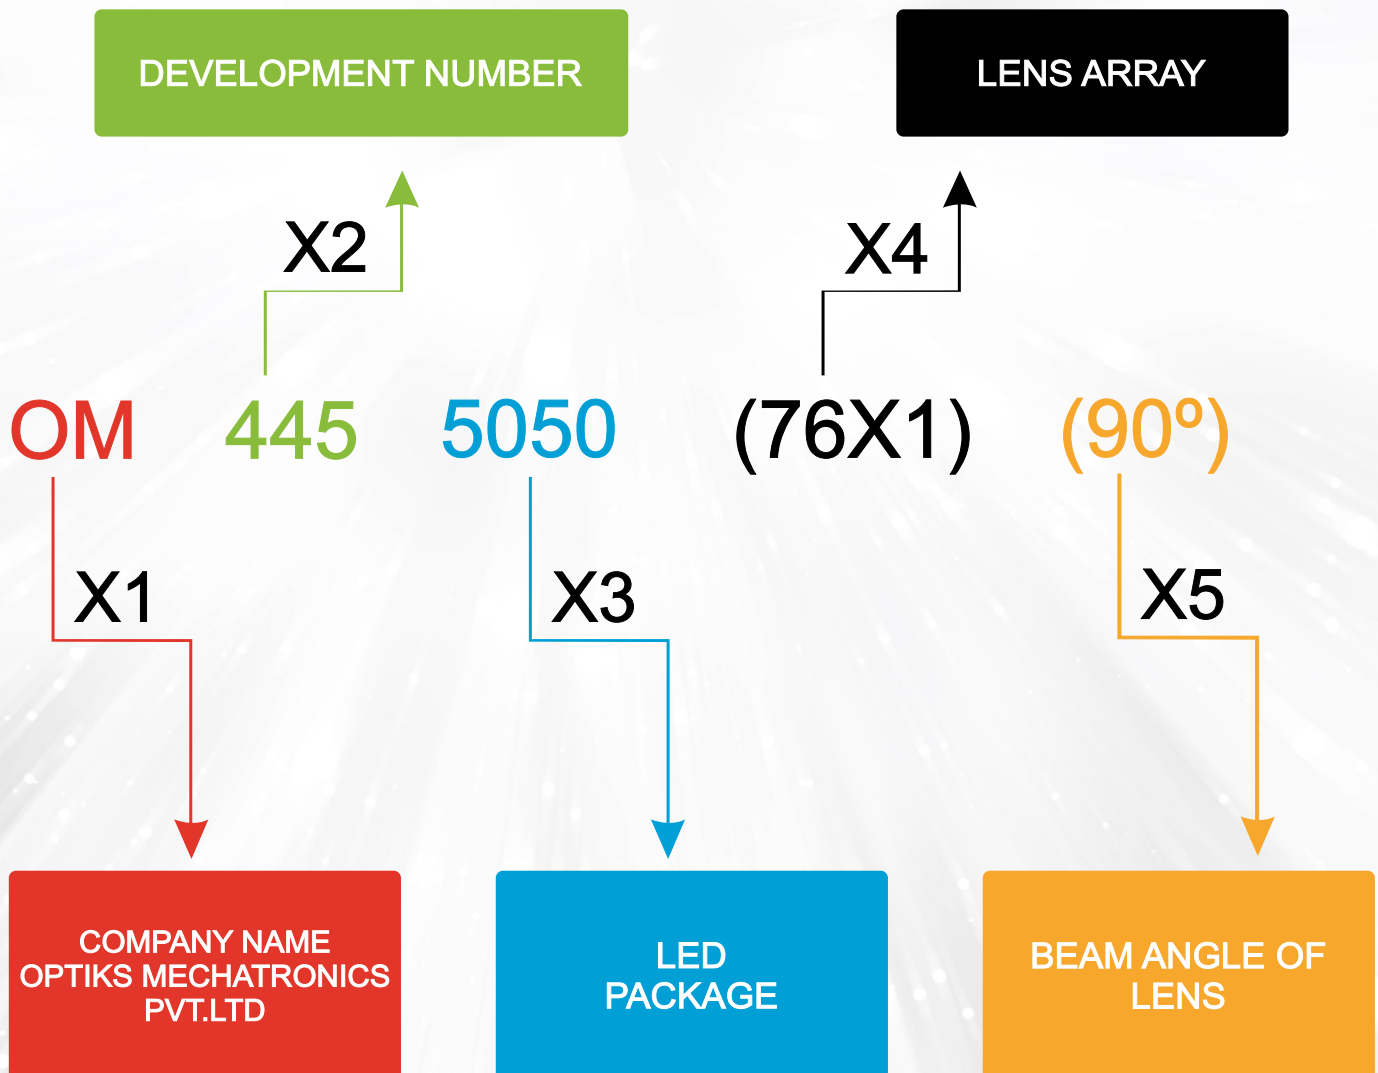 DEVELOPMENT NUMBER
LENS ARRAY
X2
X4
OM 445 5050 (76X1) (90º)
X1
X3
X5
COMPANY NAME
OPTIKS MECHATRONICS
PVT.LTD
LED
PACKAGE
BEAM ANGLE OF
LENS